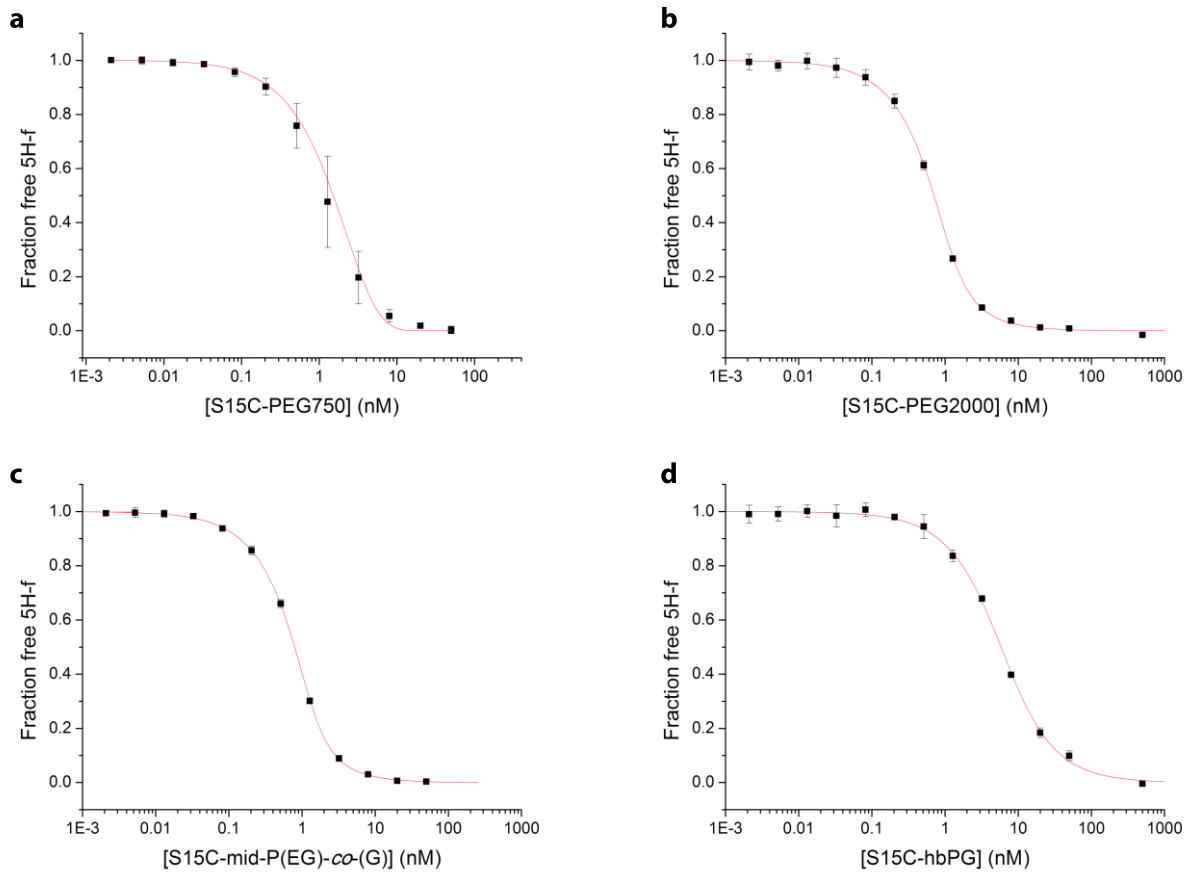 a
1.0
0.8
0.6
0.4
0.2
0.0
Fraction free 5H-f
1E-3 0.01 0.1 1 10 100
[S15C-PEG750] (nM)
b
1.0
0.8
0.6
0.4
0.2
0.0
Fraction free 5H-f
1E-3 0.01 0.1 1 10 100 1000
[S15C-PEG2000] (nM)
c
1.0
0.8
0.6
0.4
0.2
0.0
Fraction free 5H-f
1E-3 0.01 0.1 1 10 100 1000
[S15C-mid-P(EG)-co-(G)] (nM)
d
1.0
0.8
0.6
0.4
0.2
0.0
Fraction free 5H-f
1E-3 0.01 0.1 1 10 100 1000
[S15C-hbPG] (nM)